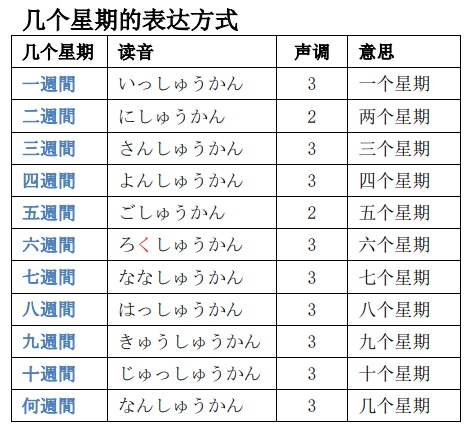 几个星期的表达方式
几个星期 读音 声调 意思
一週間 いっしゅうかん 3 一个星期
二週間 にしゅうかん 2 两个星期
三週間 さんしゅうかん 3 三个星期
四週間 よんしゅうかん 3 四个星期
五週間 ごしゅうかん 2 五个星期
六週間 ろくしゅうかん 3 六个星期
七週間 ななしゅうかん 3 七个星期
八週間 はっしゅうかん 3 八个星期
九週間 きゅうしゅうかん 3 九个星期
十週間 じゅっしゅうかん 3 十个星期
何週間 なんしゅうかん 3 几个星期